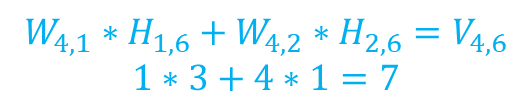 W₄,₁ * H₁,₆ + W₄,₂ * H₂,₆ = V₄,₆
1 * 3 + 4 * 1 = 7